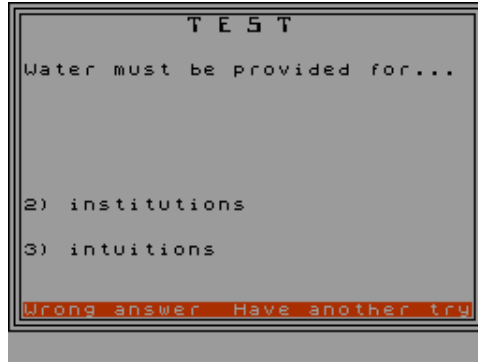 T E S T
Water must be provided for...
2) institutions
3) intuitions
Wrong answer Have another try